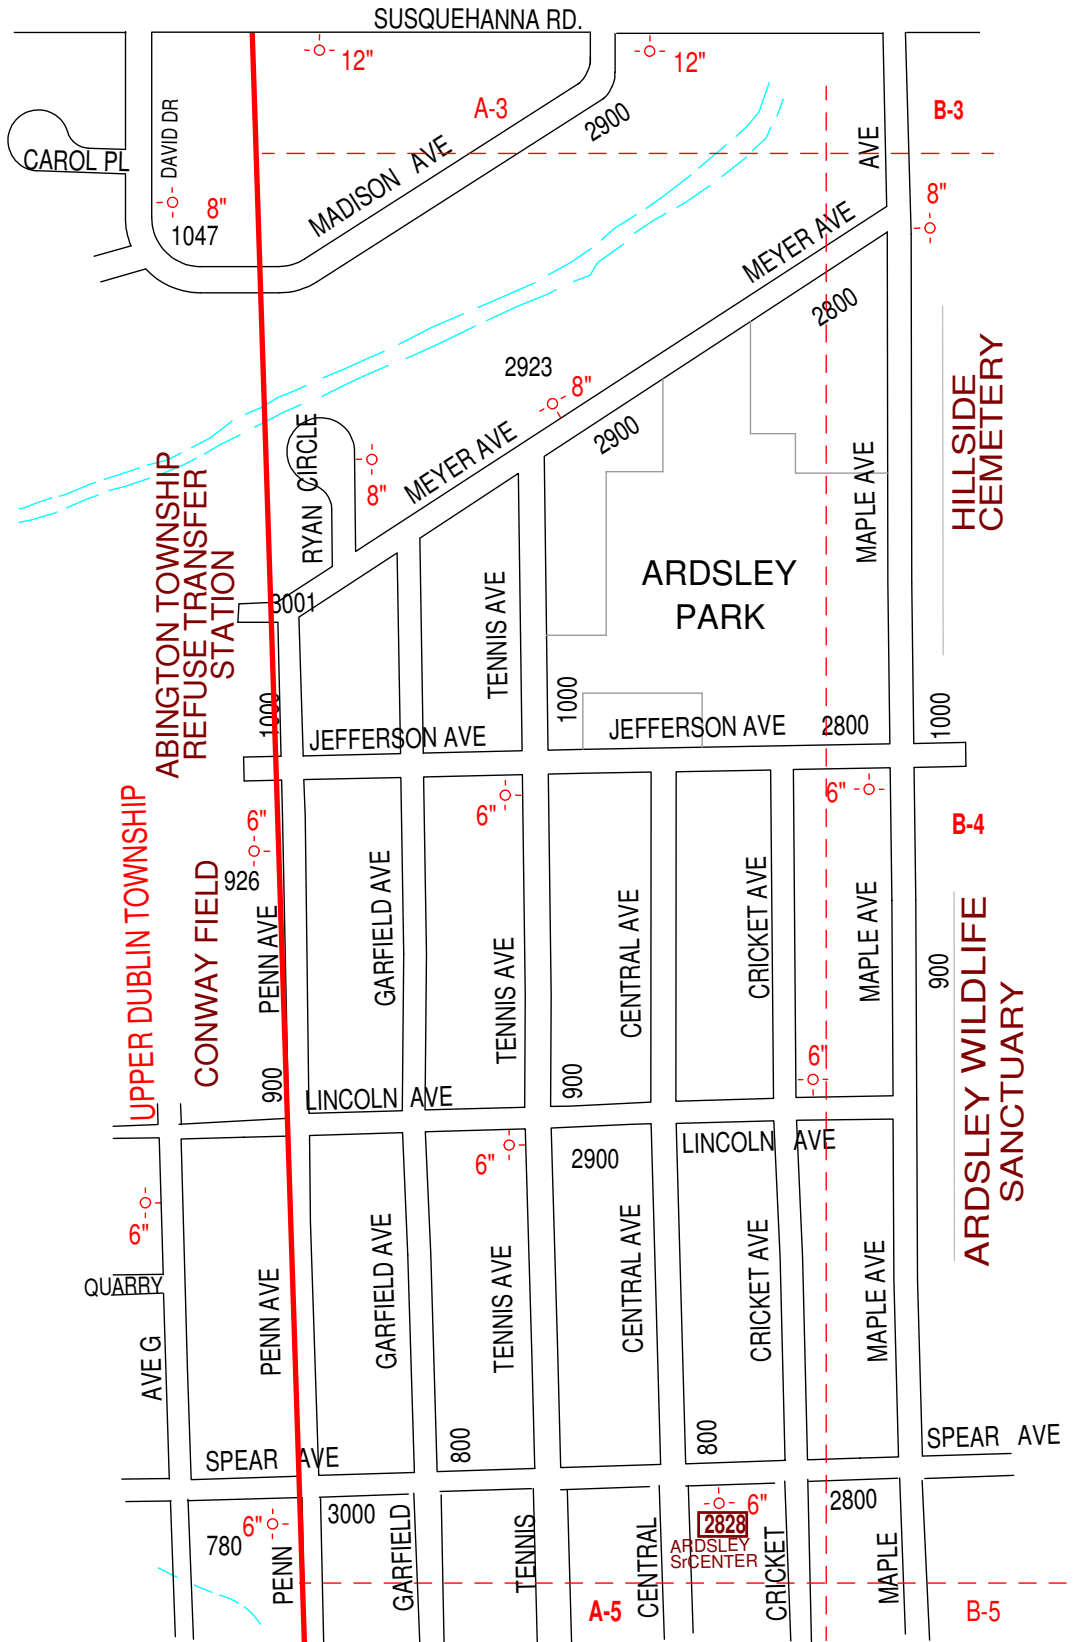 SUSQUEHANNA RD.
12"
12"
A-3
B-3
DAVID DR
CAROL PL
2900
AVE
MADISON AVE
8"
8"
1047
MEYER AVE
2800
2923
8"
HILLSIDE
CEMETERY
2900
RYAN CIRCLE
MEYER AVE
8"
MAPLE AVE
ABINGTON TOWNSHIP
REFUSE TRANSFER
STATION
ARDSLEY
PARK
3001
TENNIS AVE
1000
1000
1000
JEFFERSON AVE
JEFFERSON AVE
2800
6"
6"
6"
B-4
UPPER DUBLIN TOWNSHIP
CONWAY FIELD
926
PENN AVE
GARFIELD AVE
TENNIS AVE
CENTRAL AVE
CRICKET AVE
MAPLE AVE
900
ARDSLEY WILDLIFE
SANCTUARY
900
900
6"
LINCOLN AVE
LINCOLN AVE
2900
6"
6"
QUARRY
AVE G
PENN AVE
GARFIELD AVE
TENNIS AVE
CENTRAL AVE
CRICKET AVE
MAPLE AVE
800
800
SPEAR AVE
SPEAR AVE
6"
3000
6"
2800
780
2828
ARDSLEY
SrCENTER
PENN
GARFIELD
TENNIS
CENTRAL
CRICKET
MAPLE
A-5
B-5